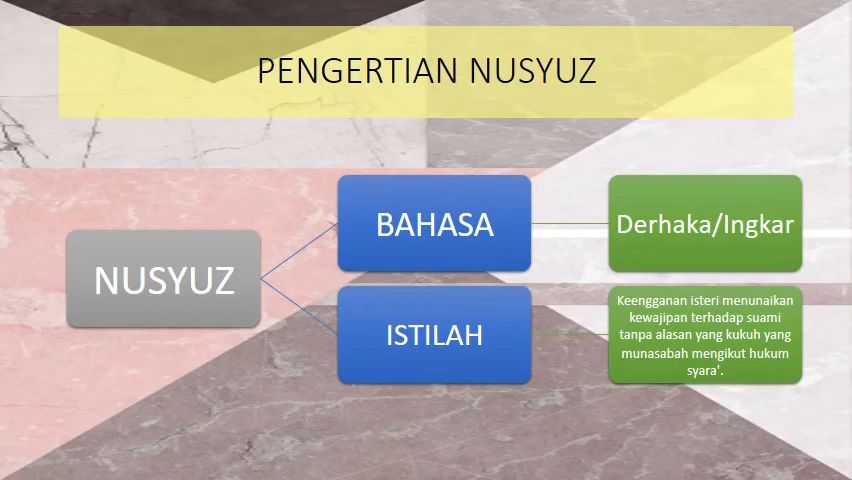 PENGERTIAN NUSYUZ
NUSYUZ
BAHASA
Derhaka/Ingkar
ISTILAH
Keengganan isteri menunaikan
kewajipan terhadap suami
tanpa alasan yang kukuh yang
munasabah mengikut hukum
syara'.